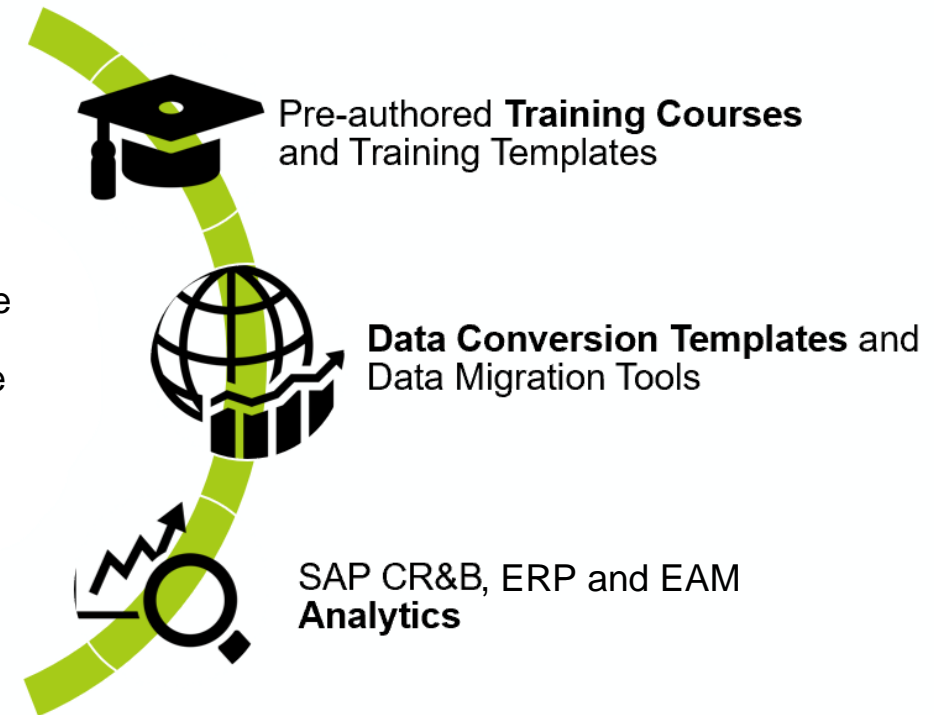 Pre-authored Training Courses
and Training Templates
e
Data Conversion Templates and
e
Data Migration Tools
SAP CR&B, ERP and EAM
Analytics